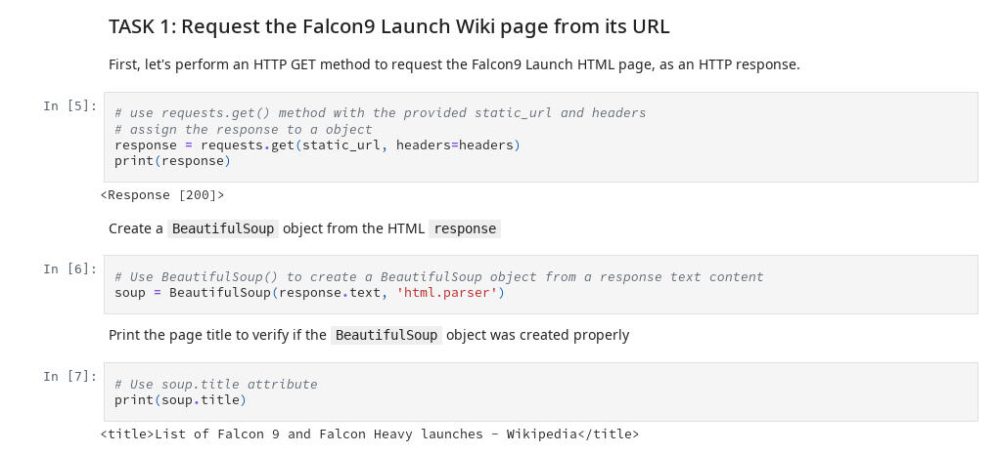 TASK 1: Request the Falcon9 Launch Wiki page from its URL
First, let's perform an HTTP GET method to request the Falcon9 Launch HTML page, as an HTTP response.
In [5]:
# use requests.get() method with the provided static_url and headers
# assign the response to a object
response = requests.get(static_url, headers=headers)
print(response)
<Response [200]>
Create a BeautifulSoup object from the HTML response
In [6]:
# Use BeautifulSoup() to create a BeautifulSoup object from a response text content
soup = BeautifulSoup(response.text, 'html.parser')
Print the page title to verify if the BeautifulSoup object was created properly
In [7]:
# Use soup.title attribute
print(soup.title)
<title>List of Falcon 9 and Falcon Heavy launches - Wikipedia</title>